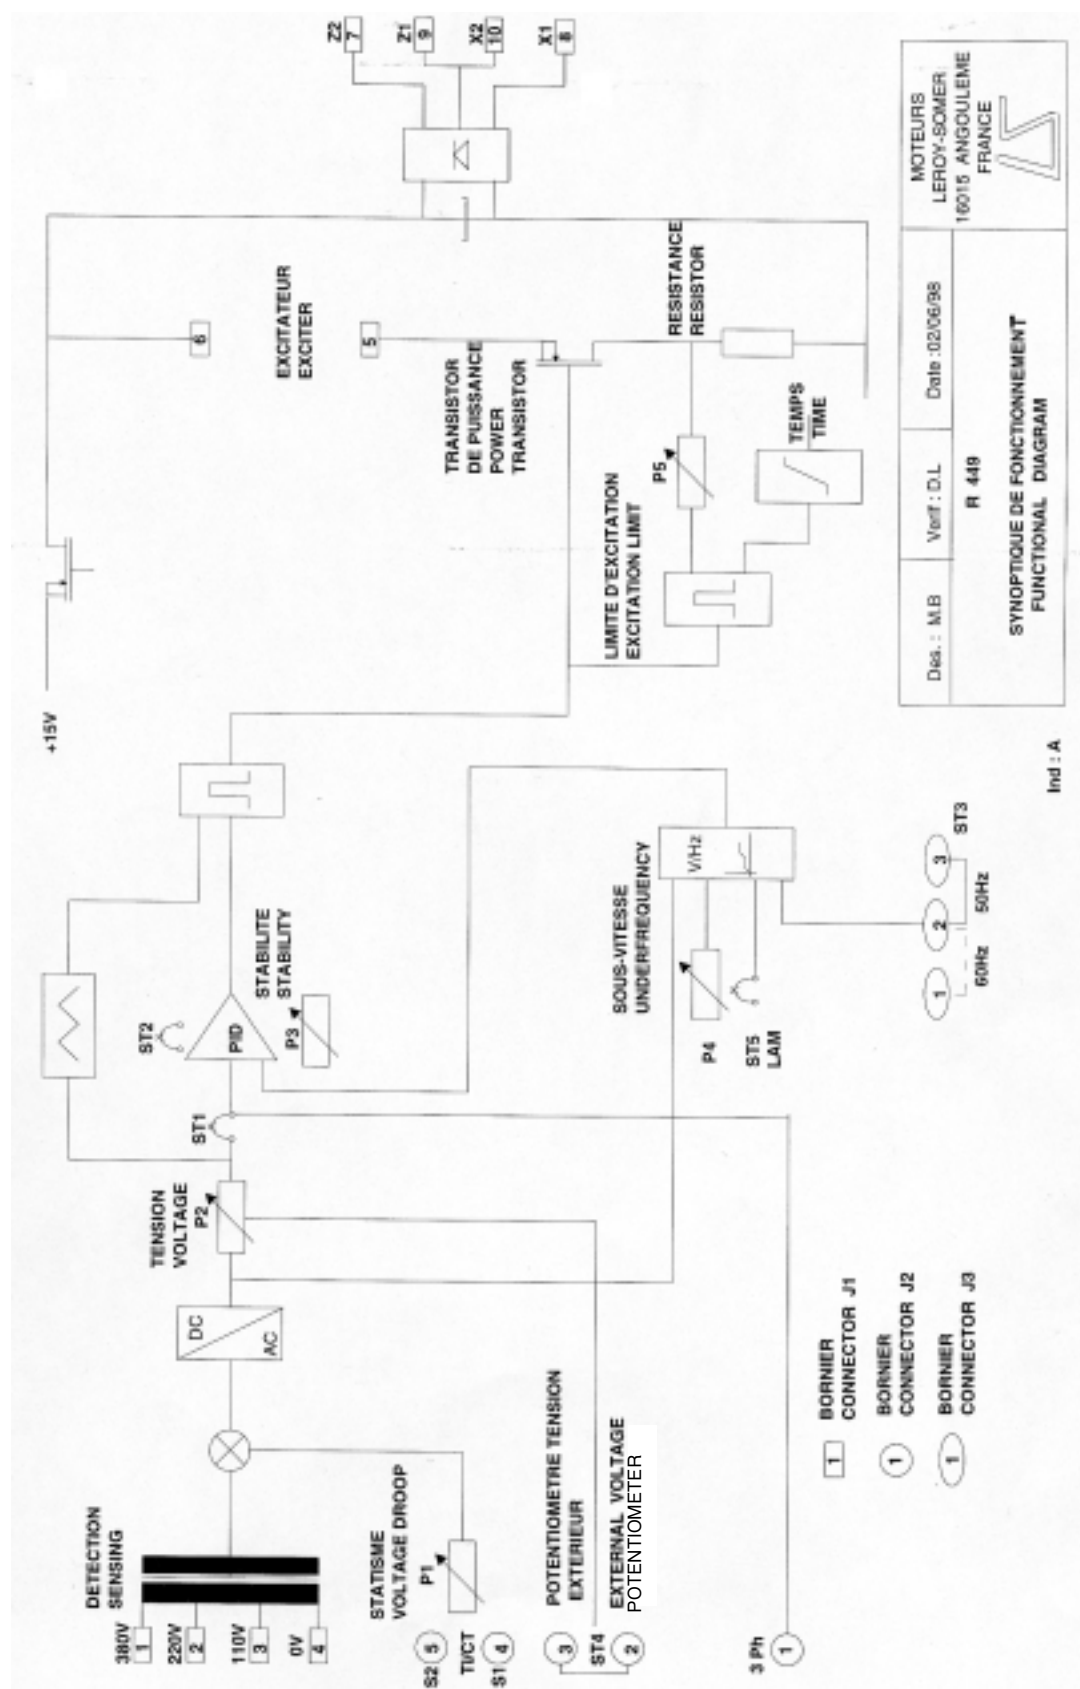 380V
1
220V
2
110V
3
0V
4
DETECTION
SENSING
DC
AC
TENSION
VOLTAGE
P2
ST1
ST2
PID
STABILITE
STABILITY
P3
+15V
6
EXCITATEUR
EXCITER
5
TRANSISTOR
DE PUISSANCE
POWER
TRANSISTOR
Z2
7
Z1
9
X2
10
X1
8
S2
5
TI/CT
S1
4
STATISME
VOLTAGE DROOP
P1
3
ST4
2
POTENTIOMETRE TENSION
EXTERIEUR
EXTERNAL VOLTAGE
POTENTIOMETER
3 Ph
1
SOUS-VITESSE
UNDERFREQUENCY
V/Hz
P4
ST5
LAM
LIMITE D'EXCITATION
EXCITATION LIMIT
P5
RESISTANCE
RESISTOR
TEMPS
TIME
1
2
3
ST3
60Hz
50Hz
1
BORNIER
CONNECTOR J1
1
BORNIER
CONNECTOR J2
1
BORNIER
CONNECTOR J3
Ind : A
Des. : M.B
Verif : D.L
Date :02/06/98
MOTEURS
LEROY-SOMER
16015 ANGOULEME
FRANCE
R 449
SYNOPTIQUE DE FONCTIONNEMENT
FUNCTIONAL DIAGRAM